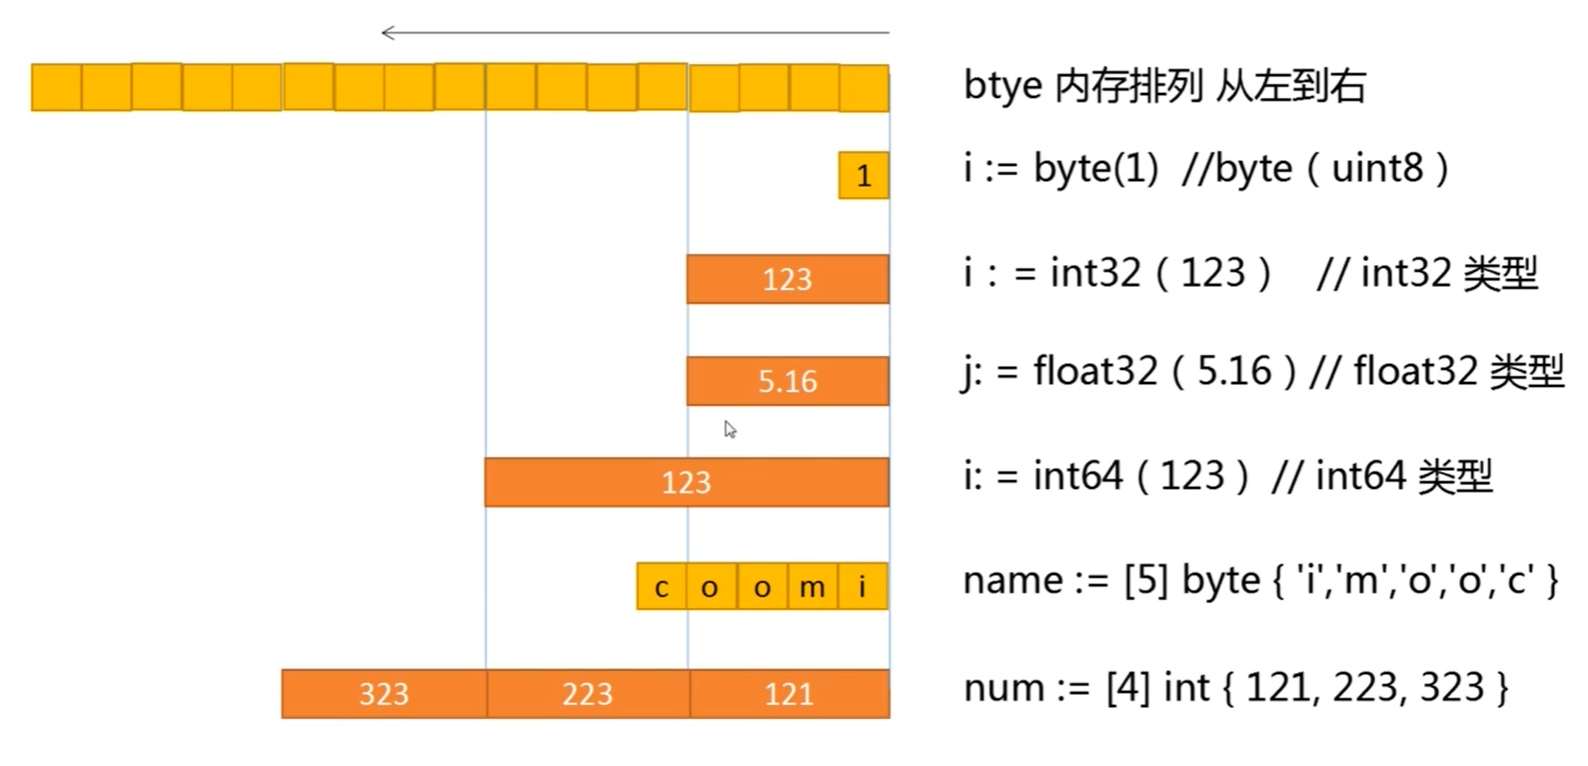 btye 内存排列 从左到右
1 i := byte(1) //byte ( uint8 )
123 i : = int32 ( 123 ) // int32 类型
5.16 j: = float32 ( 5.16 ) // float32 类型
123 i: = int64 ( 123 ) // int64 类型
c o o m i name := [5] byte { 'i','m','o','o','c' }
323 223 121 num := [4] int { 121, 223, 323 }